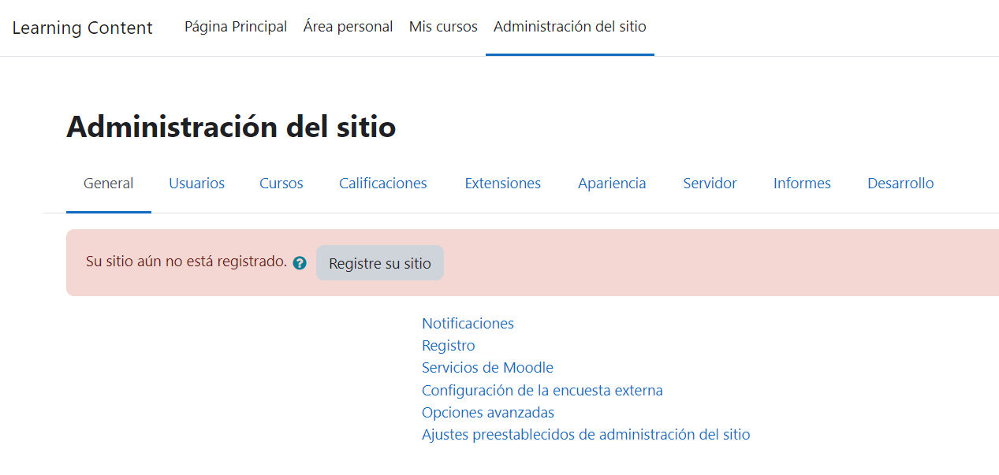 Learning Content Página Principal Área personal Mis cursos Administración del sitio
Administración del sitio
General Usuarios Cursos Calificaciones Extensiones Apariencia Servidor Informes Desarrollo
Su sitio aún no está registrado. ? Registre su sitio
Notificaciones
Registro
Servicios de Moodle
Configuración de la encuesta externa
Opciones avanzadas
Ajustes preestablecidos de administración del sitio